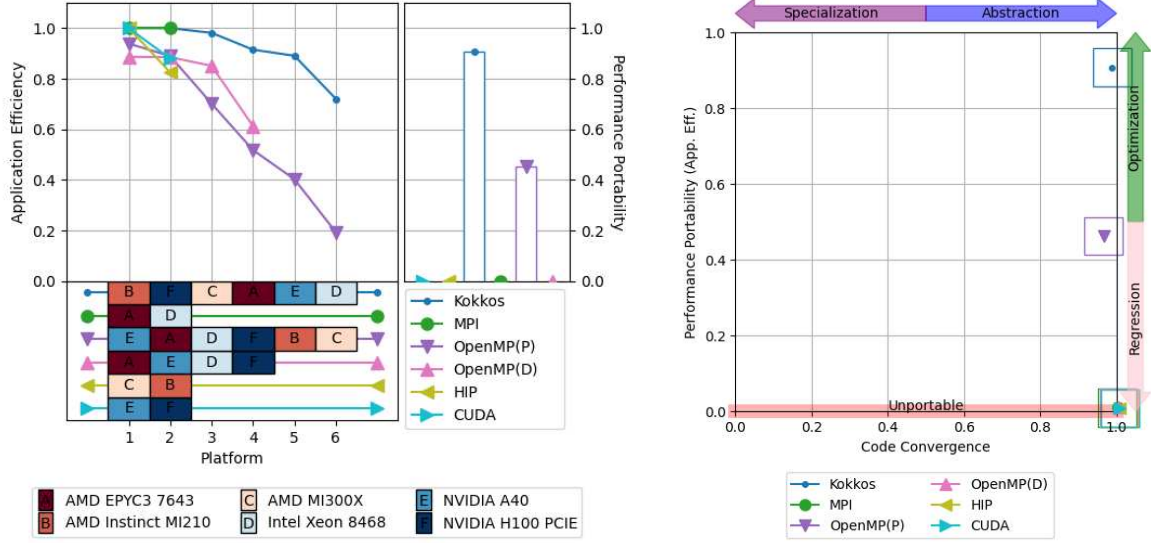 Application Efficiency
1.0
0.8
0.6
0.4
0.2
0.0
1.0
0.8
0.6
0.4
0.2
0.0
Performance Portability
B F C A E D
A D
E A D F B C
A E D F
C B
E F
1 2 3 4 5 6
Platform
Kokkos
MPI
OpenMP(P)
OpenMP(D)
HIP
CUDA
A AMD EPYC3 7643
B AMD Instinct MI210
C AMD MI300X
D Intel Xeon 8468
E NVIDIA A40
F NVIDIA H100 PCIE
Specialization
Abstraction
Performance Portability (App. Eff.)
1.0
0.8
0.6
0.4
0.2
0.0
Optimization
Regression
Unportable
0.0 0.2 0.4 0.6 0.8 1.0
Code Convergence
Kokkos
MPI
OpenMP(P)
OpenMP(D)
HIP
CUDA